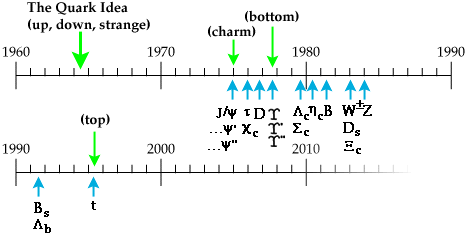 The Quark Idea
(up, down, strange)
(bottom)
(charm)
1960 1970 1980 1990
J/ψ τ D ϒ Λc ηc B W± Z
...ψ' χc ϒ' Σc Ds
...ψ'' ϒ'' Ξc
(top)
1990 2000 2010
Bs t
Λb